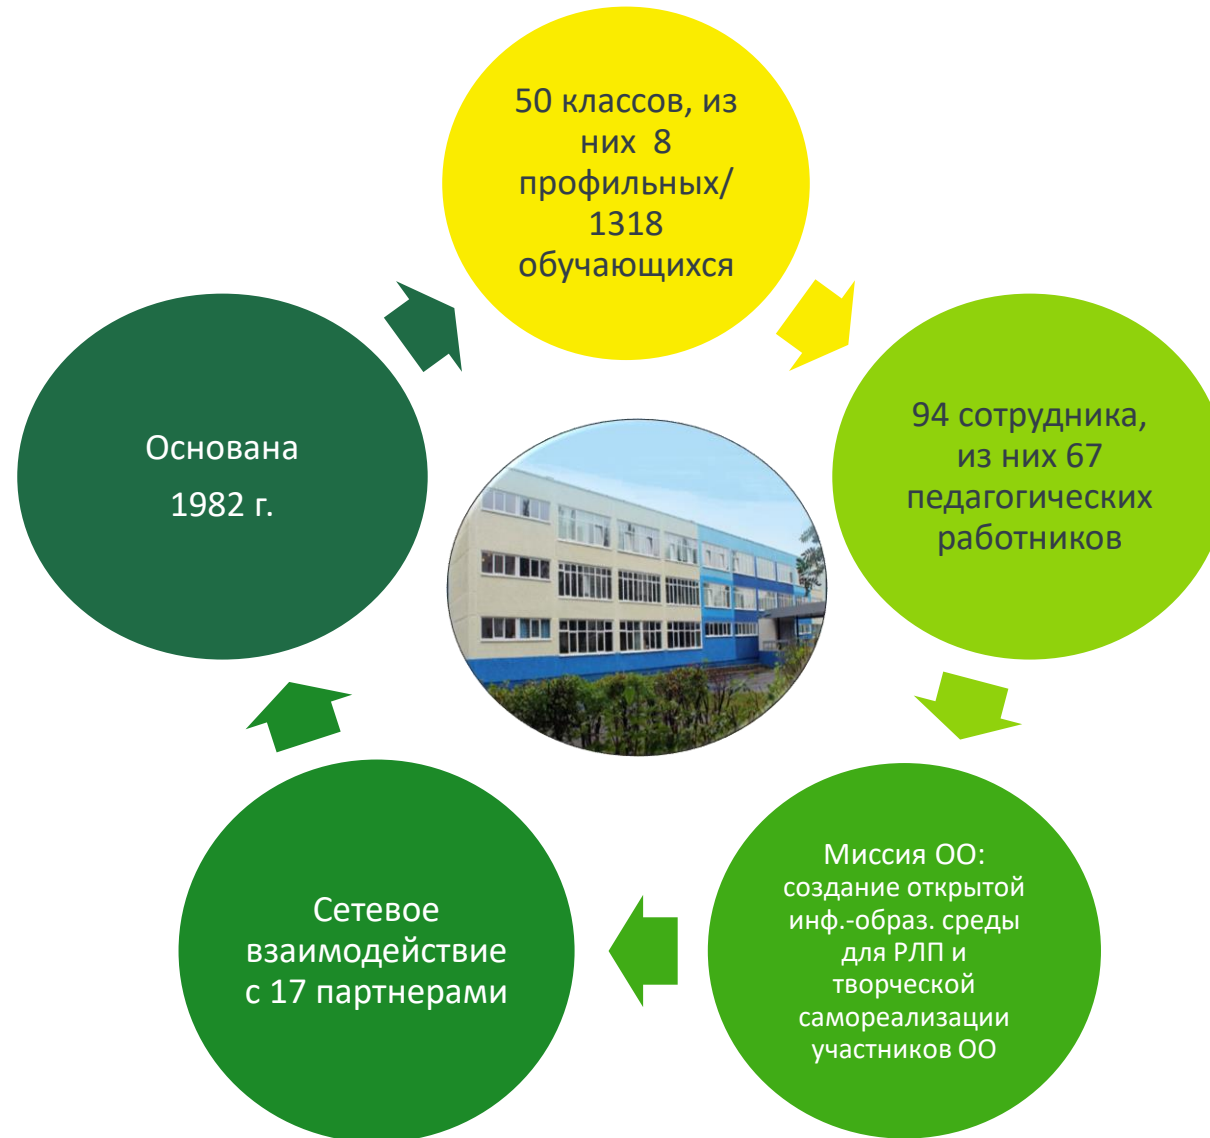 50 классов, из
них 8
профильных/
1318
обучающихся
94 сотрудника,
из них 67
педагогических
работников
Миссия ОО:
создание открытой
инф.-образ. среды
для РЛП и
творческой
самореализации
участников ОО
Сетевое
взаимодействие
с 17 партнерами
Основана
1982 г.